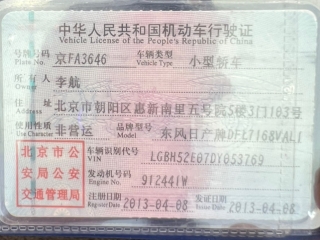 中华人民共和国机动车行驶证
Vehicle License of the People's Republic of China
号牌号码 京FA3646 车辆类型 小型轿车
Plate No. Vehicle Type
所有人 李航
Owner
住址 北京市朝阳区惠新南里五号院5楼3门103号
Address
使用性质 非营运 品牌型号 东风日产牌DFL7168VAL1
Use Character Model
北京市公
安局公安
交通管理局
车辆识别代号 LGBH52E07DY053769
VIN
发动机号码 912441W
Engine No.
注册日期 2013-04-08 发证日期 2013-04-08
Register Date Issue Date